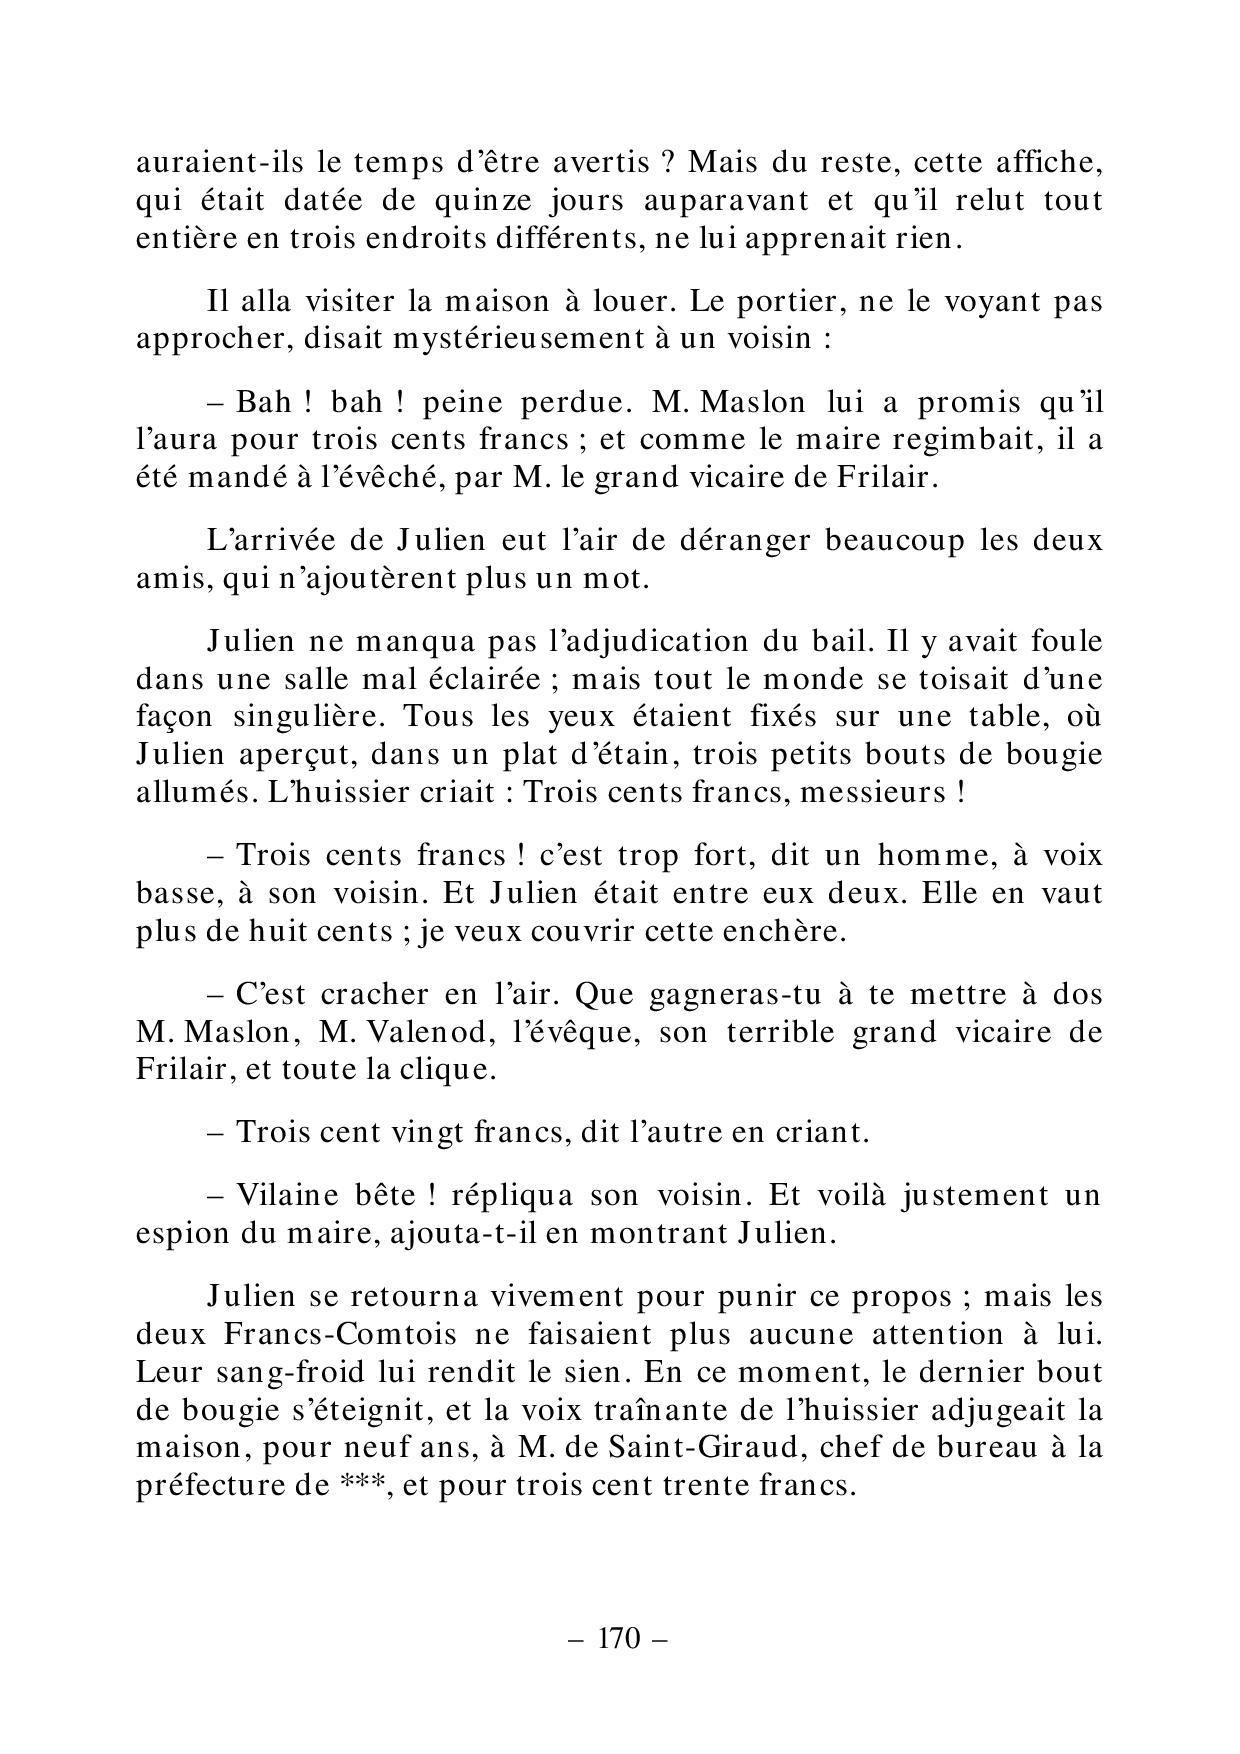 auraient-ils le temps d’être avertis ? Mais du reste, cette affiche,
qui était datée de quinze jours auparavant et qu’il relut tout
entière en trois endroits différents, ne lui apprenait rien.
Il alla visiter la maison à louer. Le portier, ne le voyant pas
approcher, disait mystérieusement à un voisin :
– Bah ! bah ! peine perdue. M. Maslon lui a promis qu’il
l’aura pour trois cents francs ; et comme le maire regimbait, il a
été mandé à l’évêché, par M. le grand vicaire de Frilair.
L’arrivée de Julien eut l’air de déranger beaucoup les deux
amis, qui n’ajoutèrent plus un mot.
Julien ne manqua pas l’adjudication du bail. Il y avait foule
dans une salle mal éclairée ; mais tout le monde se toisait d’une
façon singulière. Tous les yeux étaient fixés sur une table, où
Julien aperçut, dans un plat d’étain, trois petits bouts de bougie
allumés. L’huissier criait : Trois cents francs, messieurs !
– Trois cents francs ! c’est trop fort, dit un homme, à voix
basse, à son voisin. Et Julien était entre eux deux. Elle en vaut
plus de huit cents ; je veux couvrir cette enchère.
– C’est cracher en l’air. Que gagneras-tu à te mettre à dos
M. Maslon, M. Valenod, l’évêque, son terrible grand vicaire de
Frilair, et toute la clique.
– Trois cent vingt francs, dit l’autre en criant.
– Vilaine bête ! répliqua son voisin. Et voilà justement un
espion du maire, ajouta-t-il en montrant Julien.
Julien se retourna vivement pour punir ce propos ; mais les
deux Francs-Comtois ne faisaient plus aucune attention à lui.
Leur sang-froid lui rendit le sien. En ce moment, le dernier bout
de bougie s’éteignit, et la voix traînante de l’huissier adjugeait la
maison, pour neuf ans, à M. de Saint-Giraud, chef de bureau à la
préfecture de ***, et pour trois cent trente francs.
– 170 –